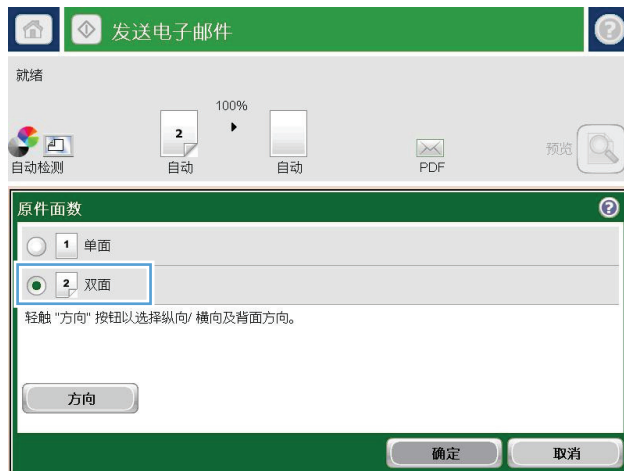 发送电子邮件
就绪
100%
2
自动检测 自动 自动 PDF 预览
原件面数
1 单面
2 双面
轻触 "方向" 按钮以选择纵向/ 横向及背面方向。
方向
确定 取消